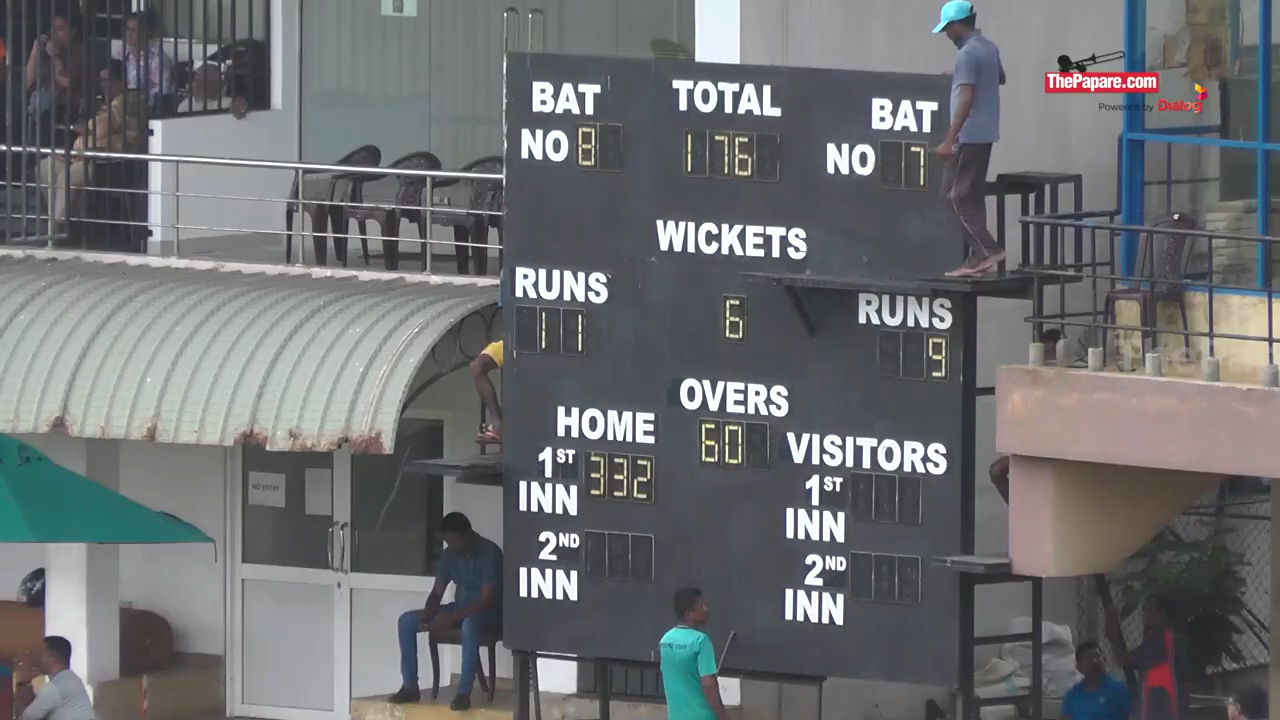 ThePapare.com
Powered by Dialog
BAT TOTAL BAT
NO 8 176 NO 7
WICKETS
RUNS 6 RUNS
11 9
OVERS
HOME 60 VISITORS
1ST INN 332 1ST INN
2ND INN 2ND INN
NO ENTRY